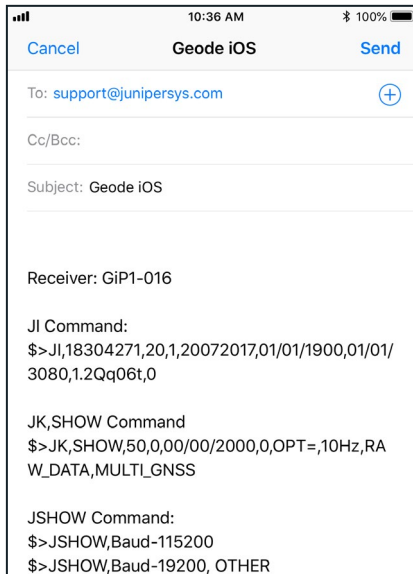 10:36 AM
100%
Cancel Geode iOS Send
To: support@junipersys.com
Cc/Bcc:
Subject: Geode iOS
Receiver: GiP1-016
JI Command:
$>JI,18304271,20,1,20072017,01/01/1900,01/01/
3080,1.2Qq06t,0
JK,SHOW Command
$>JK,SHOW,50,0,00/00/2000,0,OPT=,10Hz,RA
W_DATA,MULTI_GNSS
JSHOW Command:
$>JSHOW,Baud-115200
$>JSHOW,Baud-19200, OTHER